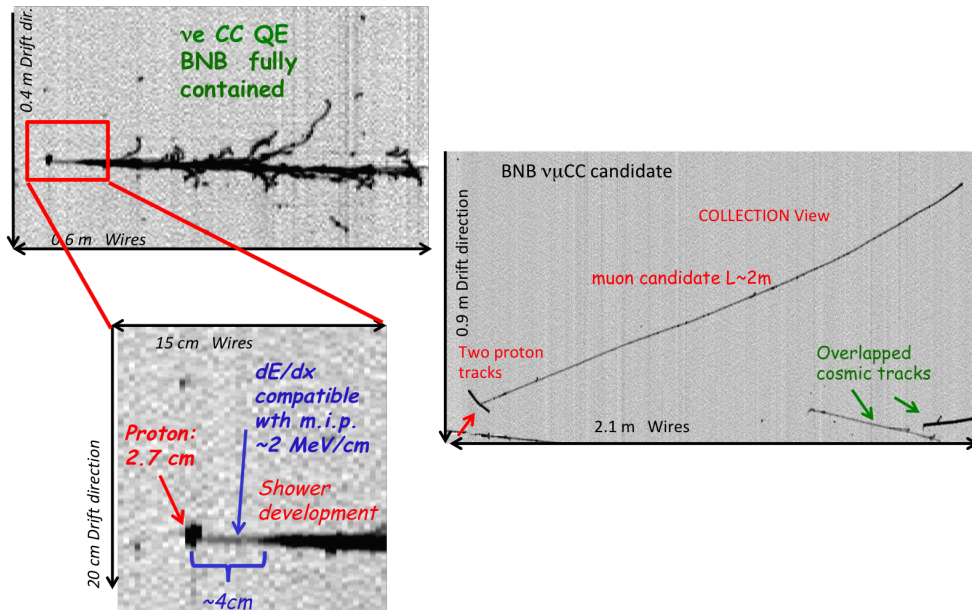 0.4 m Drift dir.
νe CC QE
BNB fully
contained
0.6 m Wires
15 cm Wires
20 cm Drift direction
dE/dx
compatible
wth m.i.p.
~2 MeV/cm
Proton:
2.7 cm
Shower
development
~4cm
BNB νμCC candidate
COLLECTION View
0.9 m Drift direction
muon candidate L~2m
Two proton
tracks
Overlapped
cosmic tracks
2.1 m Wires